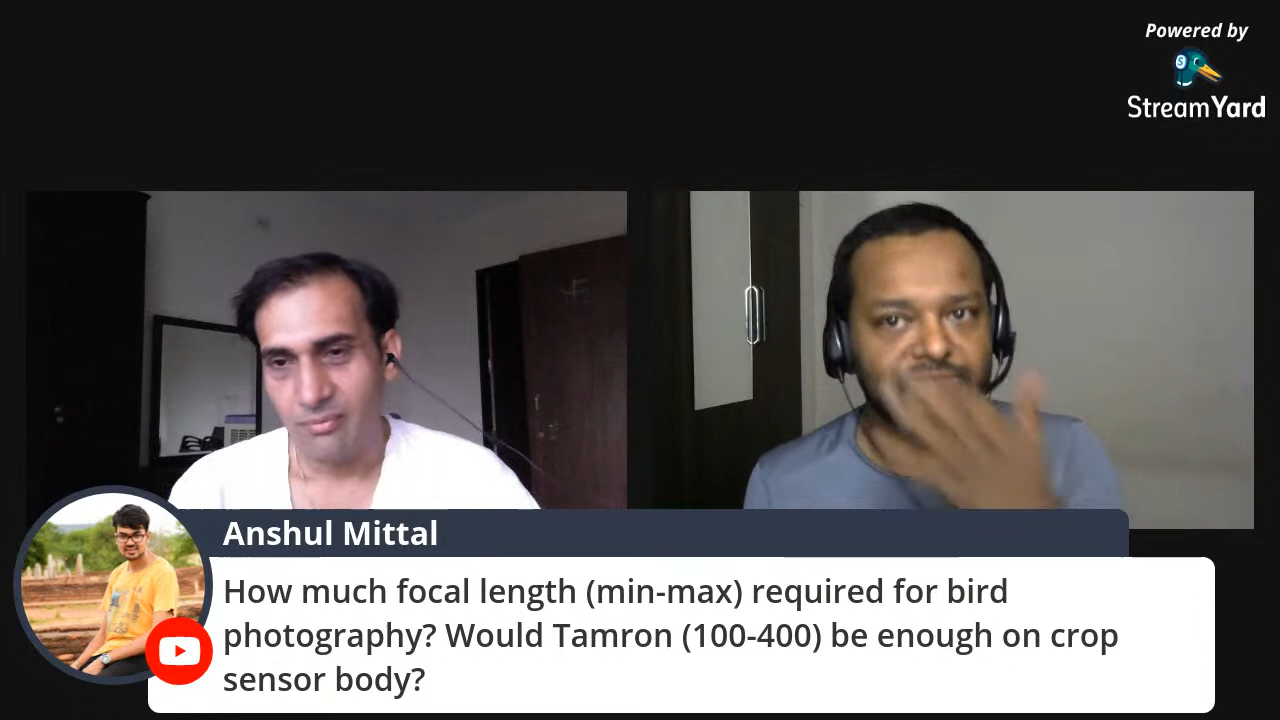 Powered by
StreamYard
Anshul Mittal
How much focal length (min-max) required for bird
photography? Would Tamron (100-400) be enough on crop
sensor body?